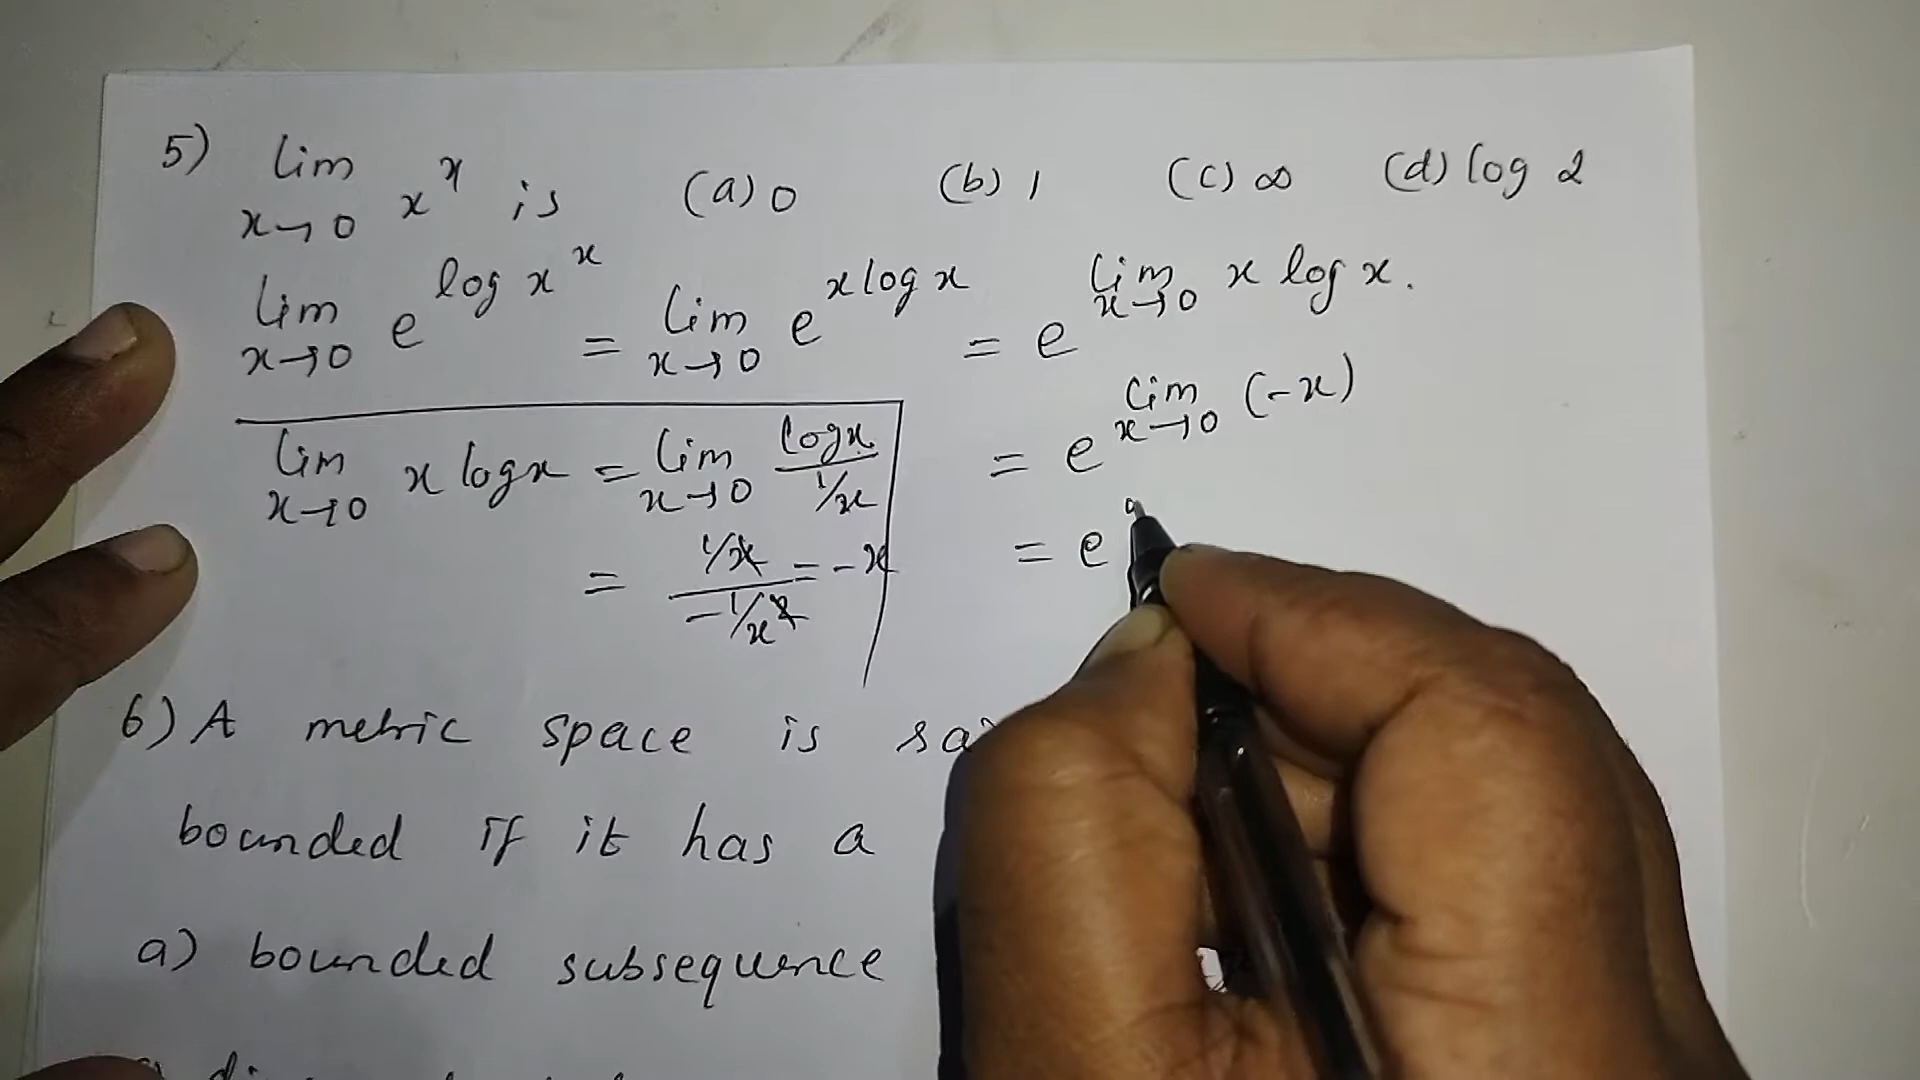 5) lim x→0 x^x is (a) 0 (b) 1 (c) ∞ (d) log 2
lim x→0 e^(log x^x) = lim x→0 e^(x log x) = e^(lim x→0 x log x).
= e^(lim x→0 (-x))
lim x→0 x log x = lim x→0 log x / (1/x)
= (1/x) / (-1/x²) = -x
= e
6) A metric space is
bounded if it has a
a) bounded subsequence